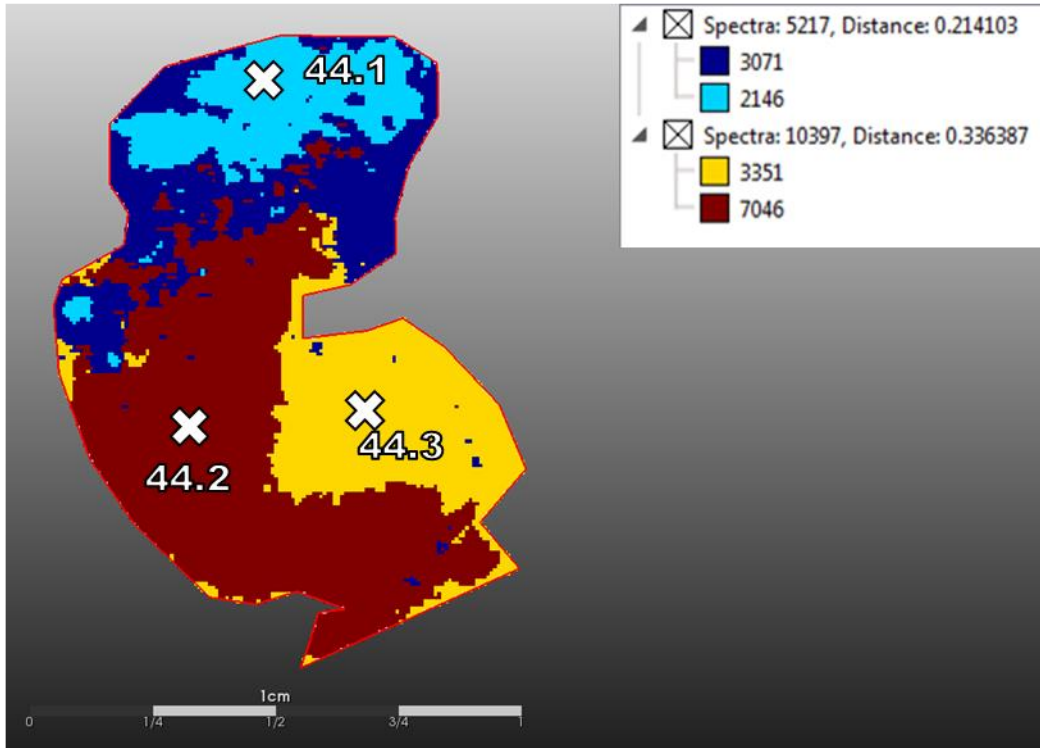 44.1
44.2
44.3
Spectra: 5217, Distance: 0.214103
3071
2146
Spectra: 10397, Distance: 0.336387
3351
7046
1cm
0 1/4 1/2 3/4 1